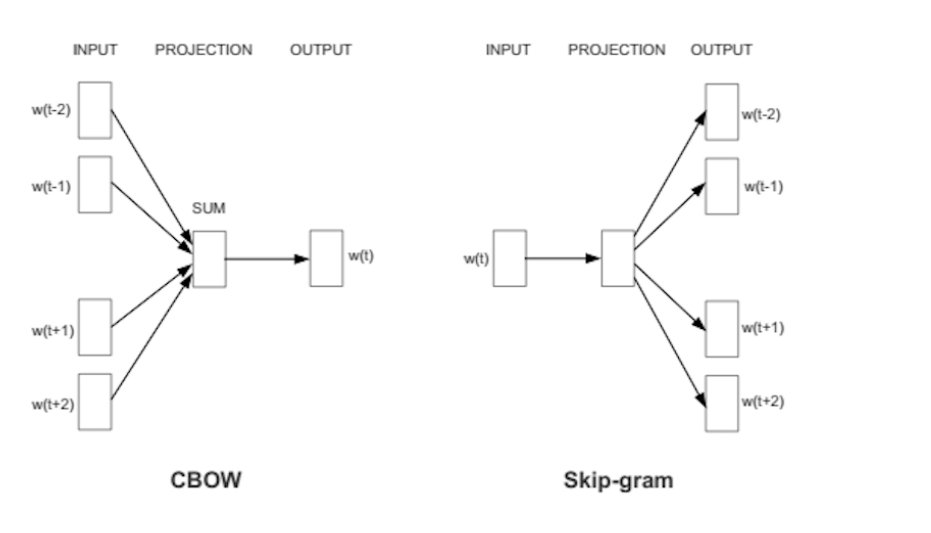 INPUT PROJECTION OUTPUT
w(t-2)
w(t-1)
SUM
w(t)
w(t+1)
w(t+2)
CBOW
INPUT PROJECTION OUTPUT
w(t-2)
w(t-1)
w(t)
w(t+1)
w(t+2)
Skip-gram